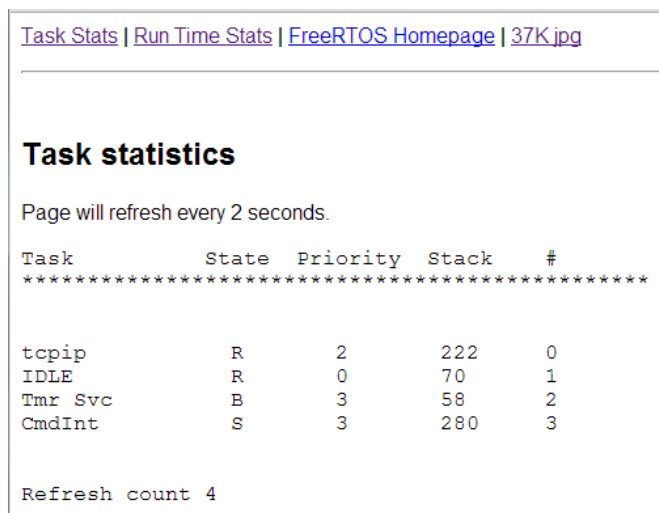 Task Stats | Run Time Stats | FreeRTOS Homepage | 37K jpg
Task statistics
Page will refresh every 2 seconds.
Task State Priority Stack #
************************************************
tcpip R 2 222 0
IDLE R 0 70 1
Tmr Svc B 3 58 2
CmdInt S 3 280 3
Refresh count 4